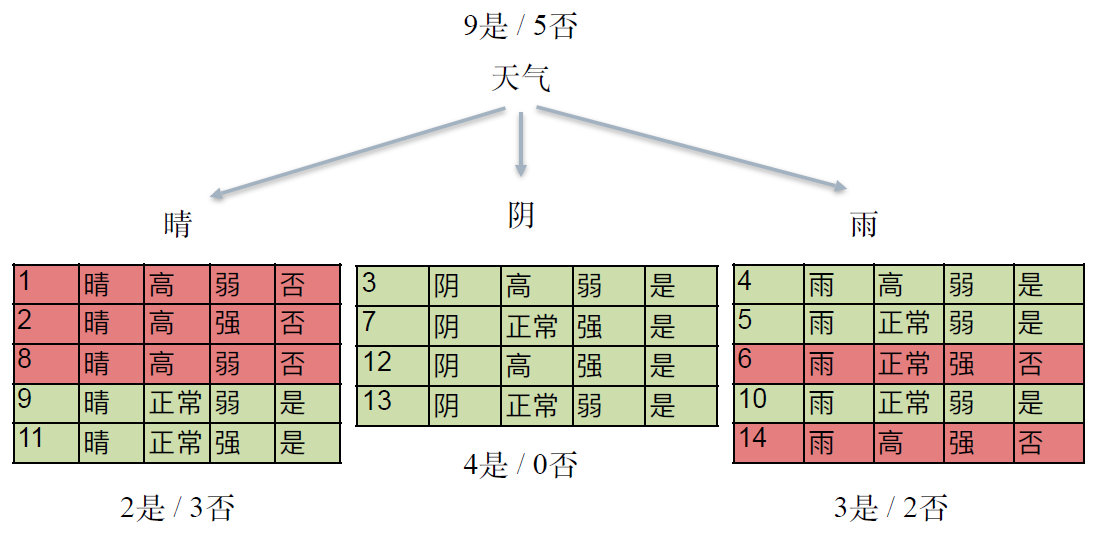 9是 / 5否
天气
晴
阴
雨
1 晴 高 弱 否
2 晴 高 强 否
8 晴 高 弱 否
9 晴 正常 弱 是
11 晴 正常 强 是
2是 / 3否
3 阴 高 弱 是
7 阴 正常 强 是
12 阴 高 强 是
13 阴 正常 弱 是
4是 / 0否
4 雨 高 弱 是
5 雨 正常 弱 是
6 雨 正常 强 否
10 雨 正常 弱 是
14 雨 高 强 否
3是 / 2否